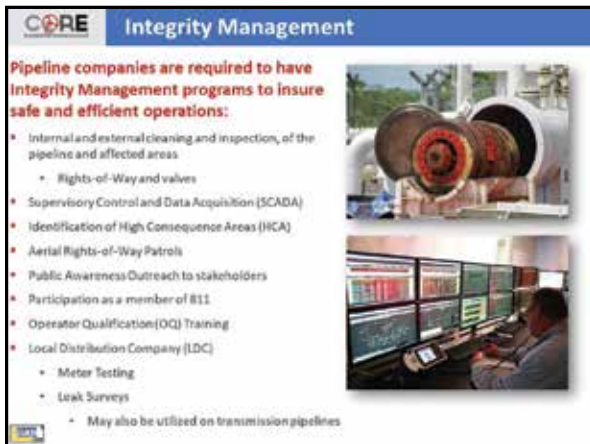 CORE
Integrity Management
Pipeline companies are required to have
Integrity Management programs to insure
safe and efficient operations:
Internal and external cleaning and inspection, of the
pipeline and affected areas
Rights-of-Way and valves
Supervisory Control and Data Acquisition (SCADA)
Identification of High Consequence Areas (HCA)
Aerial Rights-of-Way Patrols
Public Awareness Outreach to stakeholders
Participation as a member of 811
Operator Qualification (OQ) Training
Local Distribution Company (LDC)
Meter Testing
Leak Surveys
May also be utilized on transmission pipelines